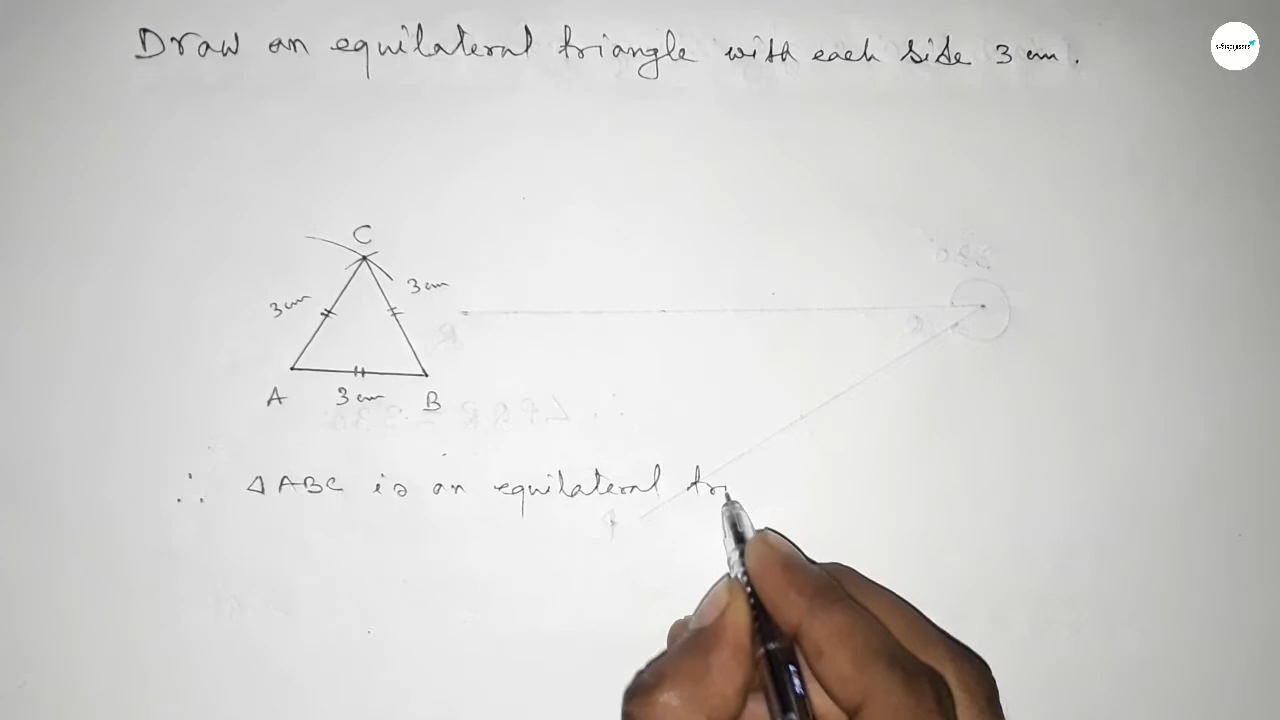 Draw an equilateral triangle with each side 3 cm.
C
3 cm
3 cm
A
3 cm
B
∴ △ABC is an equilateral tr